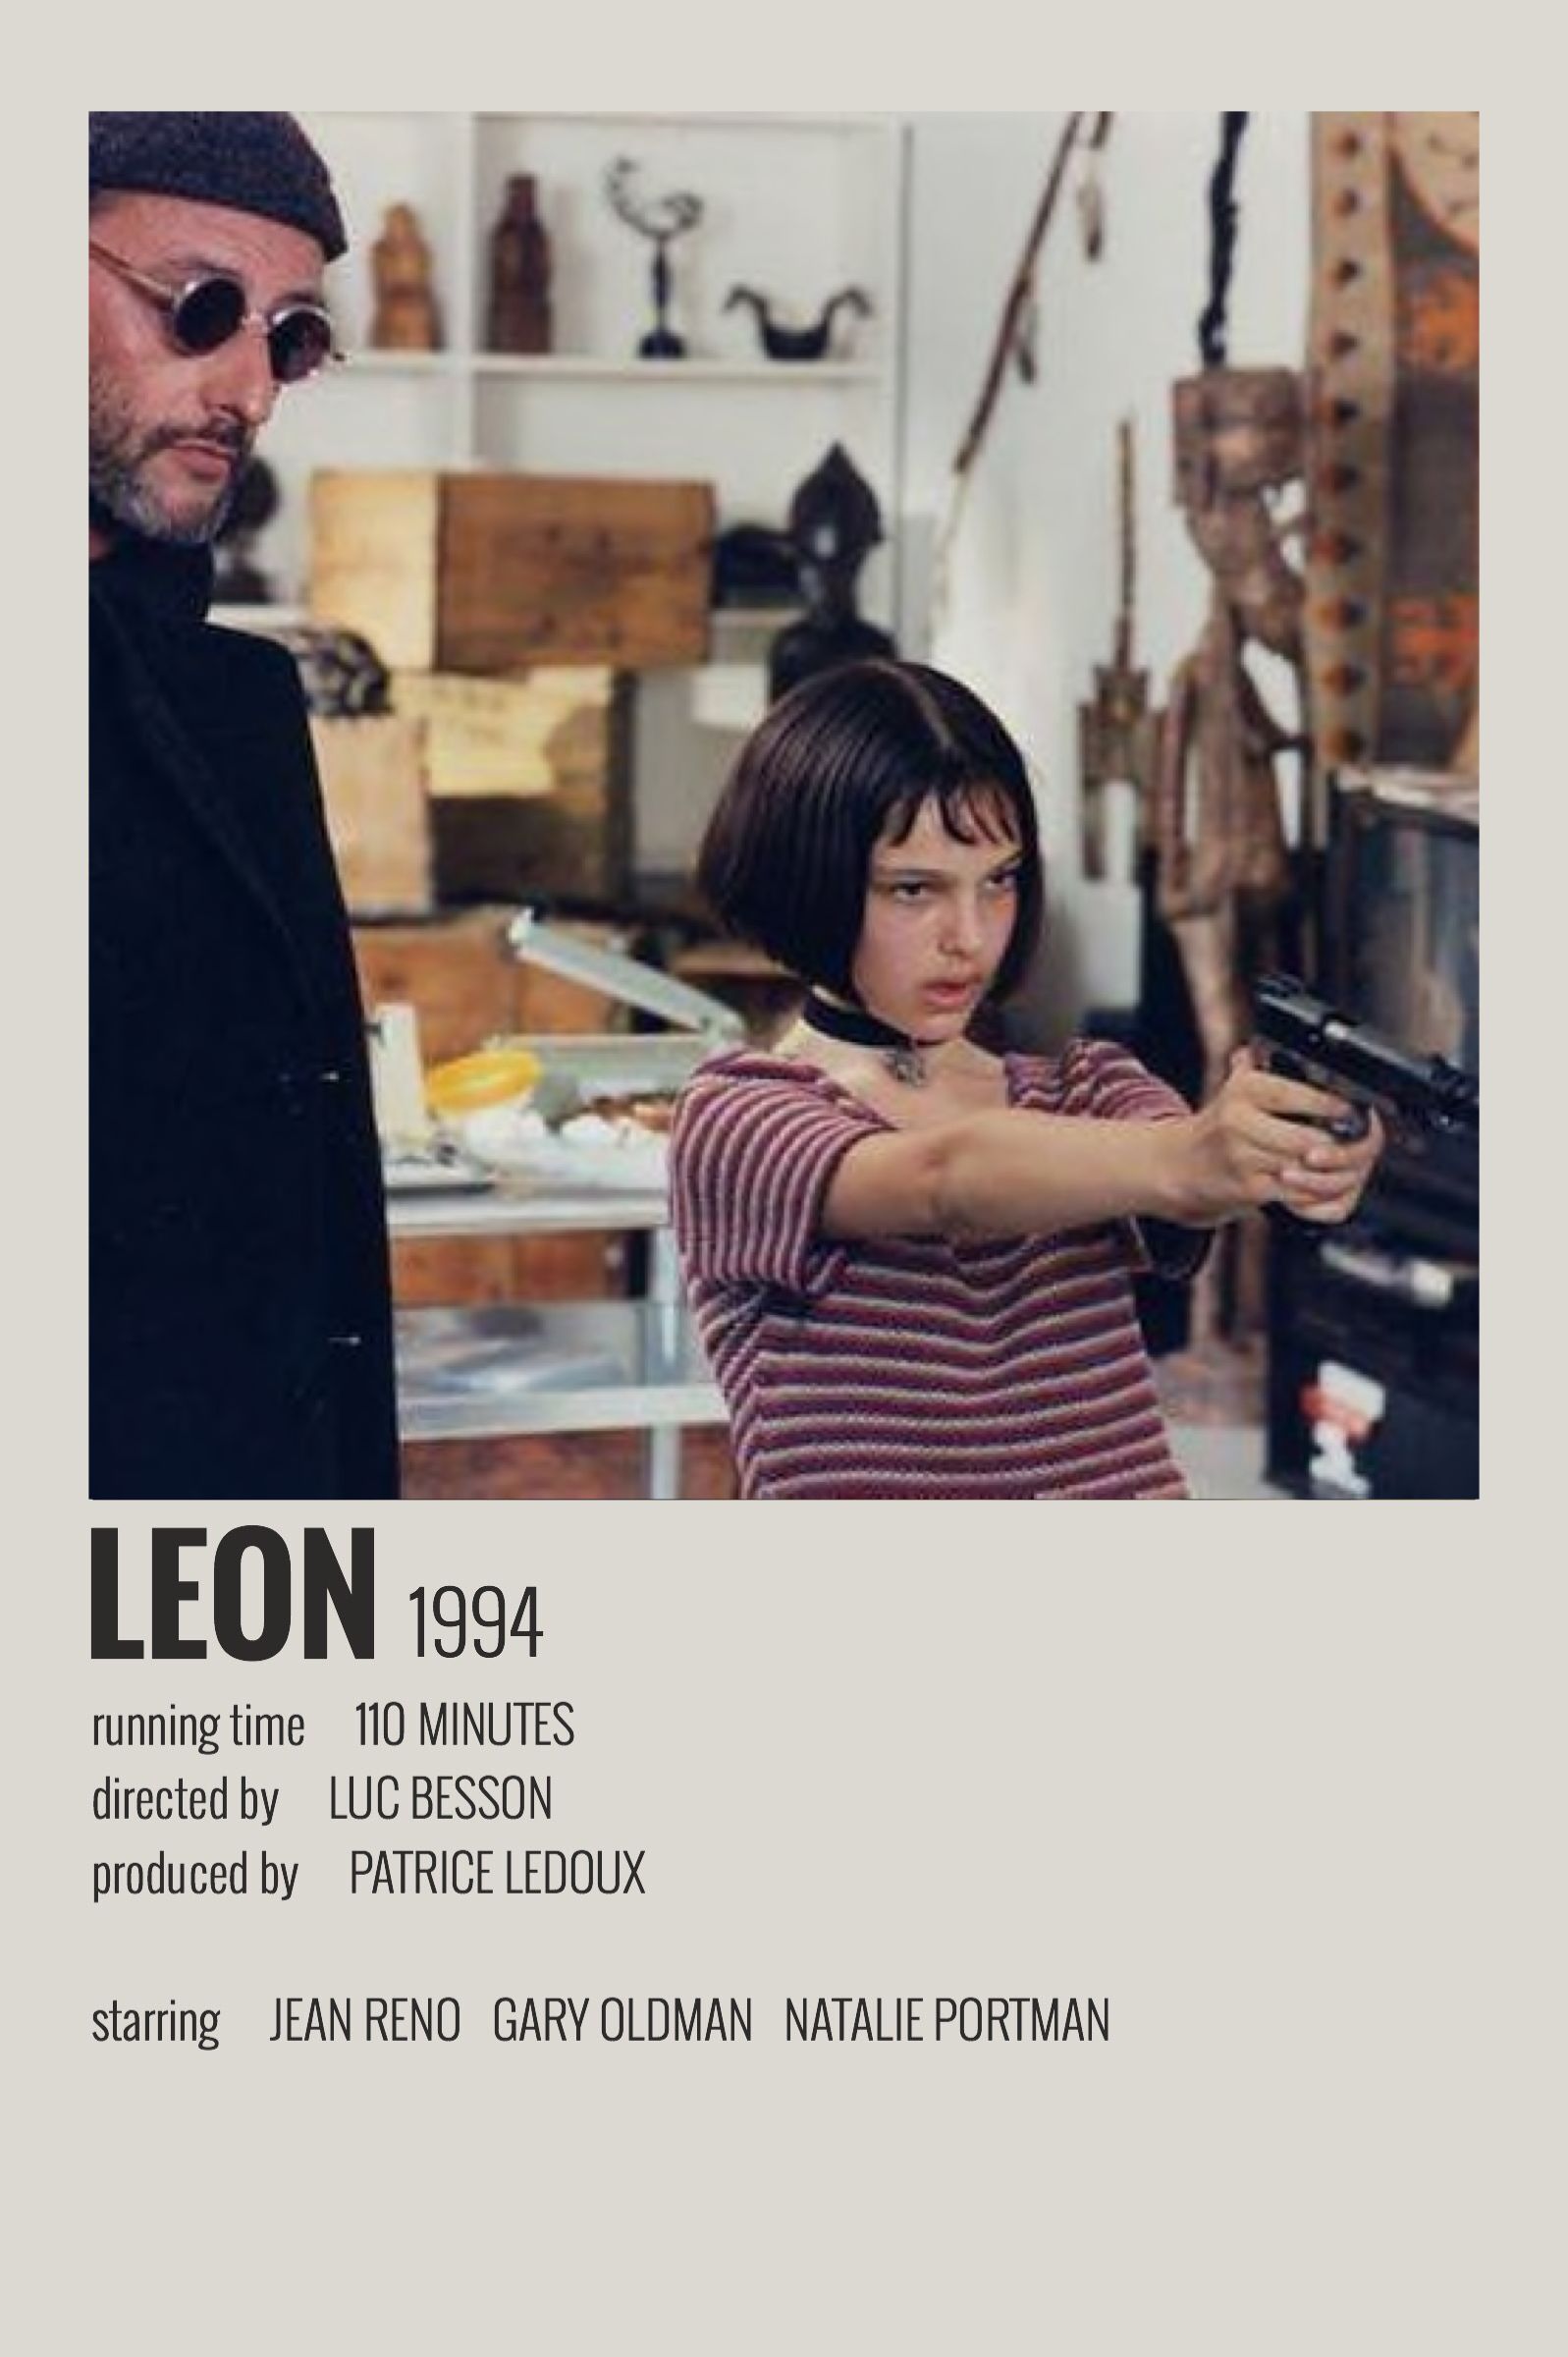 LEON 1994
running time 110 MINUTES
directed by LUC BESSON
produced by PATRICE LEDOUX
starring JEAN RENO GARY OLDMAN NATALIE PORTMAN